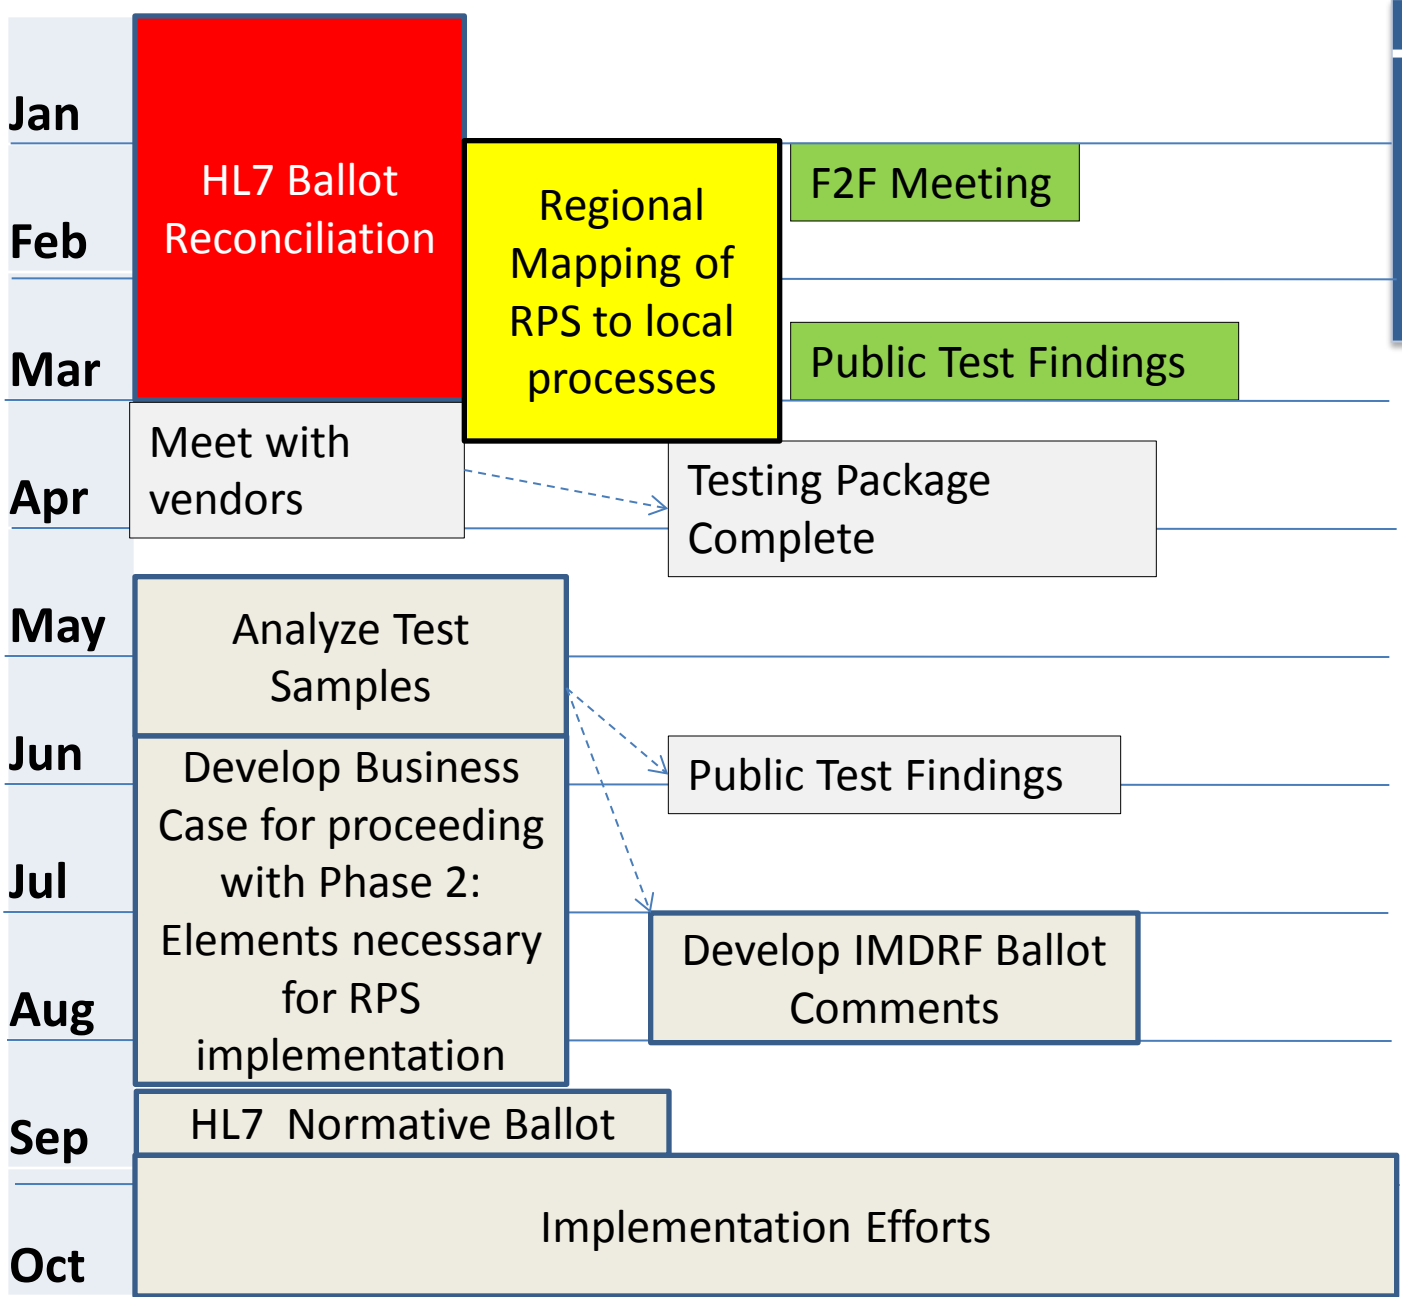 Jan
Feb
Mar
Apr
May
Jun
Jul
Aug
Sep
Oct
HL7 Ballot
Reconciliation
Regional
Mapping of
RPS to local
processes
F2F Meeting
Public Test Findings
Meet with
vendors
Testing Package
Complete
Analyze Test
Samples
Public Test Findings
Develop Business
Case for proceeding
with Phase 2:
Elements necessary
for RPS
implementation
Develop IMDRF Ballot
Comments
HL7 Normative Ballot
Implementation Efforts